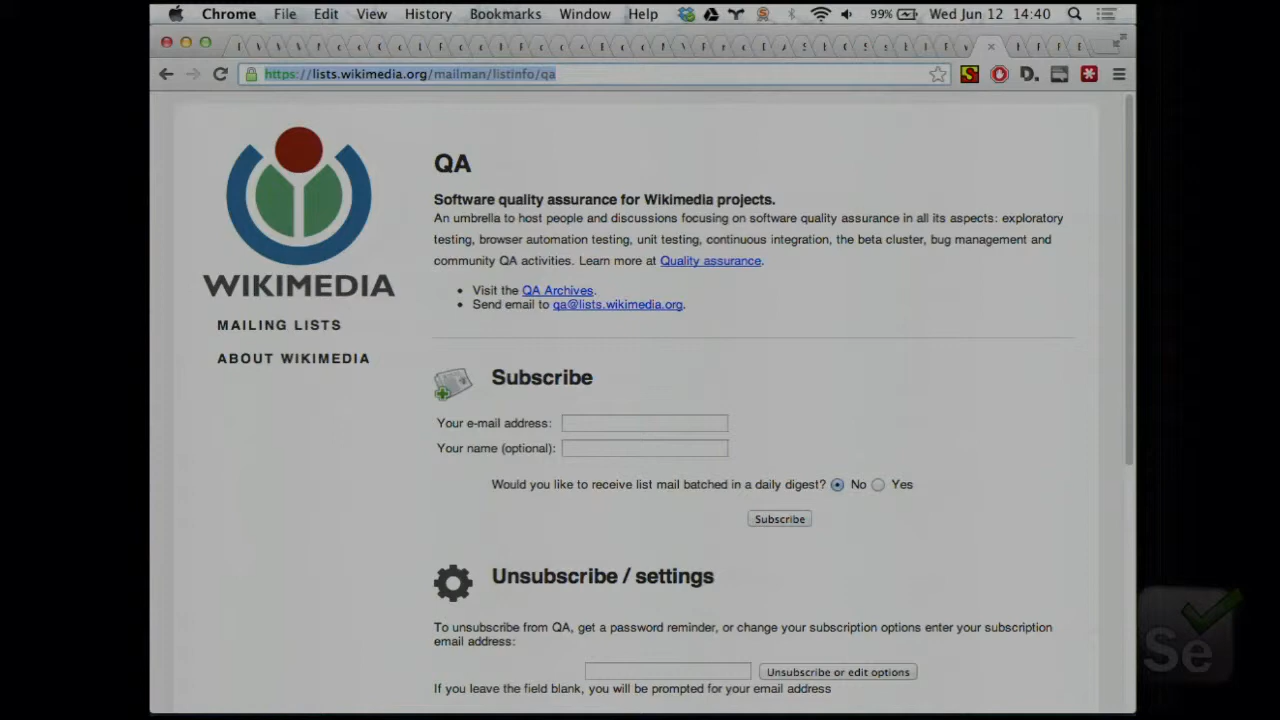 Chrome File Edit View History Bookmarks Window Help 99% Wed Jun 12 14:40
https://lists.wikimedia.org/mailman/listinfo/qa
WIKIMEDIA
MAILING LISTS
ABOUT WIKIMEDIA
QA
Software quality assurance for Wikimedia projects.
An umbrella to host people and discussions focusing on software quality assurance in all its aspects: exploratory
testing, browser automation testing, unit testing, continuous integration, the beta cluster, bug management and
community QA activities. Learn more at Quality assurance.
Visit the QA Archives.
Send email to qa@lists.wikimedia.org.
Subscribe
Your e-mail address:
Your name (optional):
Would you like to receive list mail batched in a daily digest? No Yes
Subscribe
Unsubscribe / settings
To unsubscribe from QA, get a password reminder, or change your subscription options enter your subscription
email address:
Unsubscribe or edit options
If you leave the field blank, you will be prompted for your email address
Se